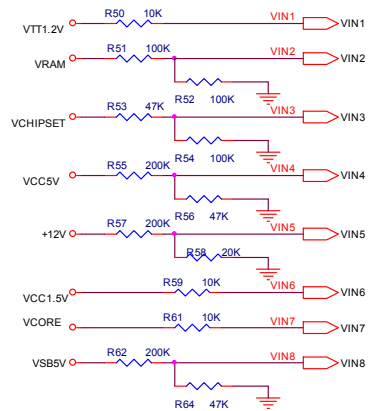 R50 10K VIN1
VTT1.2V VIN1
R51 100K VIN2
VRAM VIN2
R52 100K
R53 47K VIN3
VCHIPSET VIN3
R54 100K
R55 200K VIN4
VCC5V VIN4
R56 47K
R57 200K VIN5
+12V VIN5
R58 20K
R59 10K VIN6
VCC1.5V VIN6
VCORE R61 10K VIN7
VIN7
R62 200K VIN8
VSB5V VIN8
R64 47K